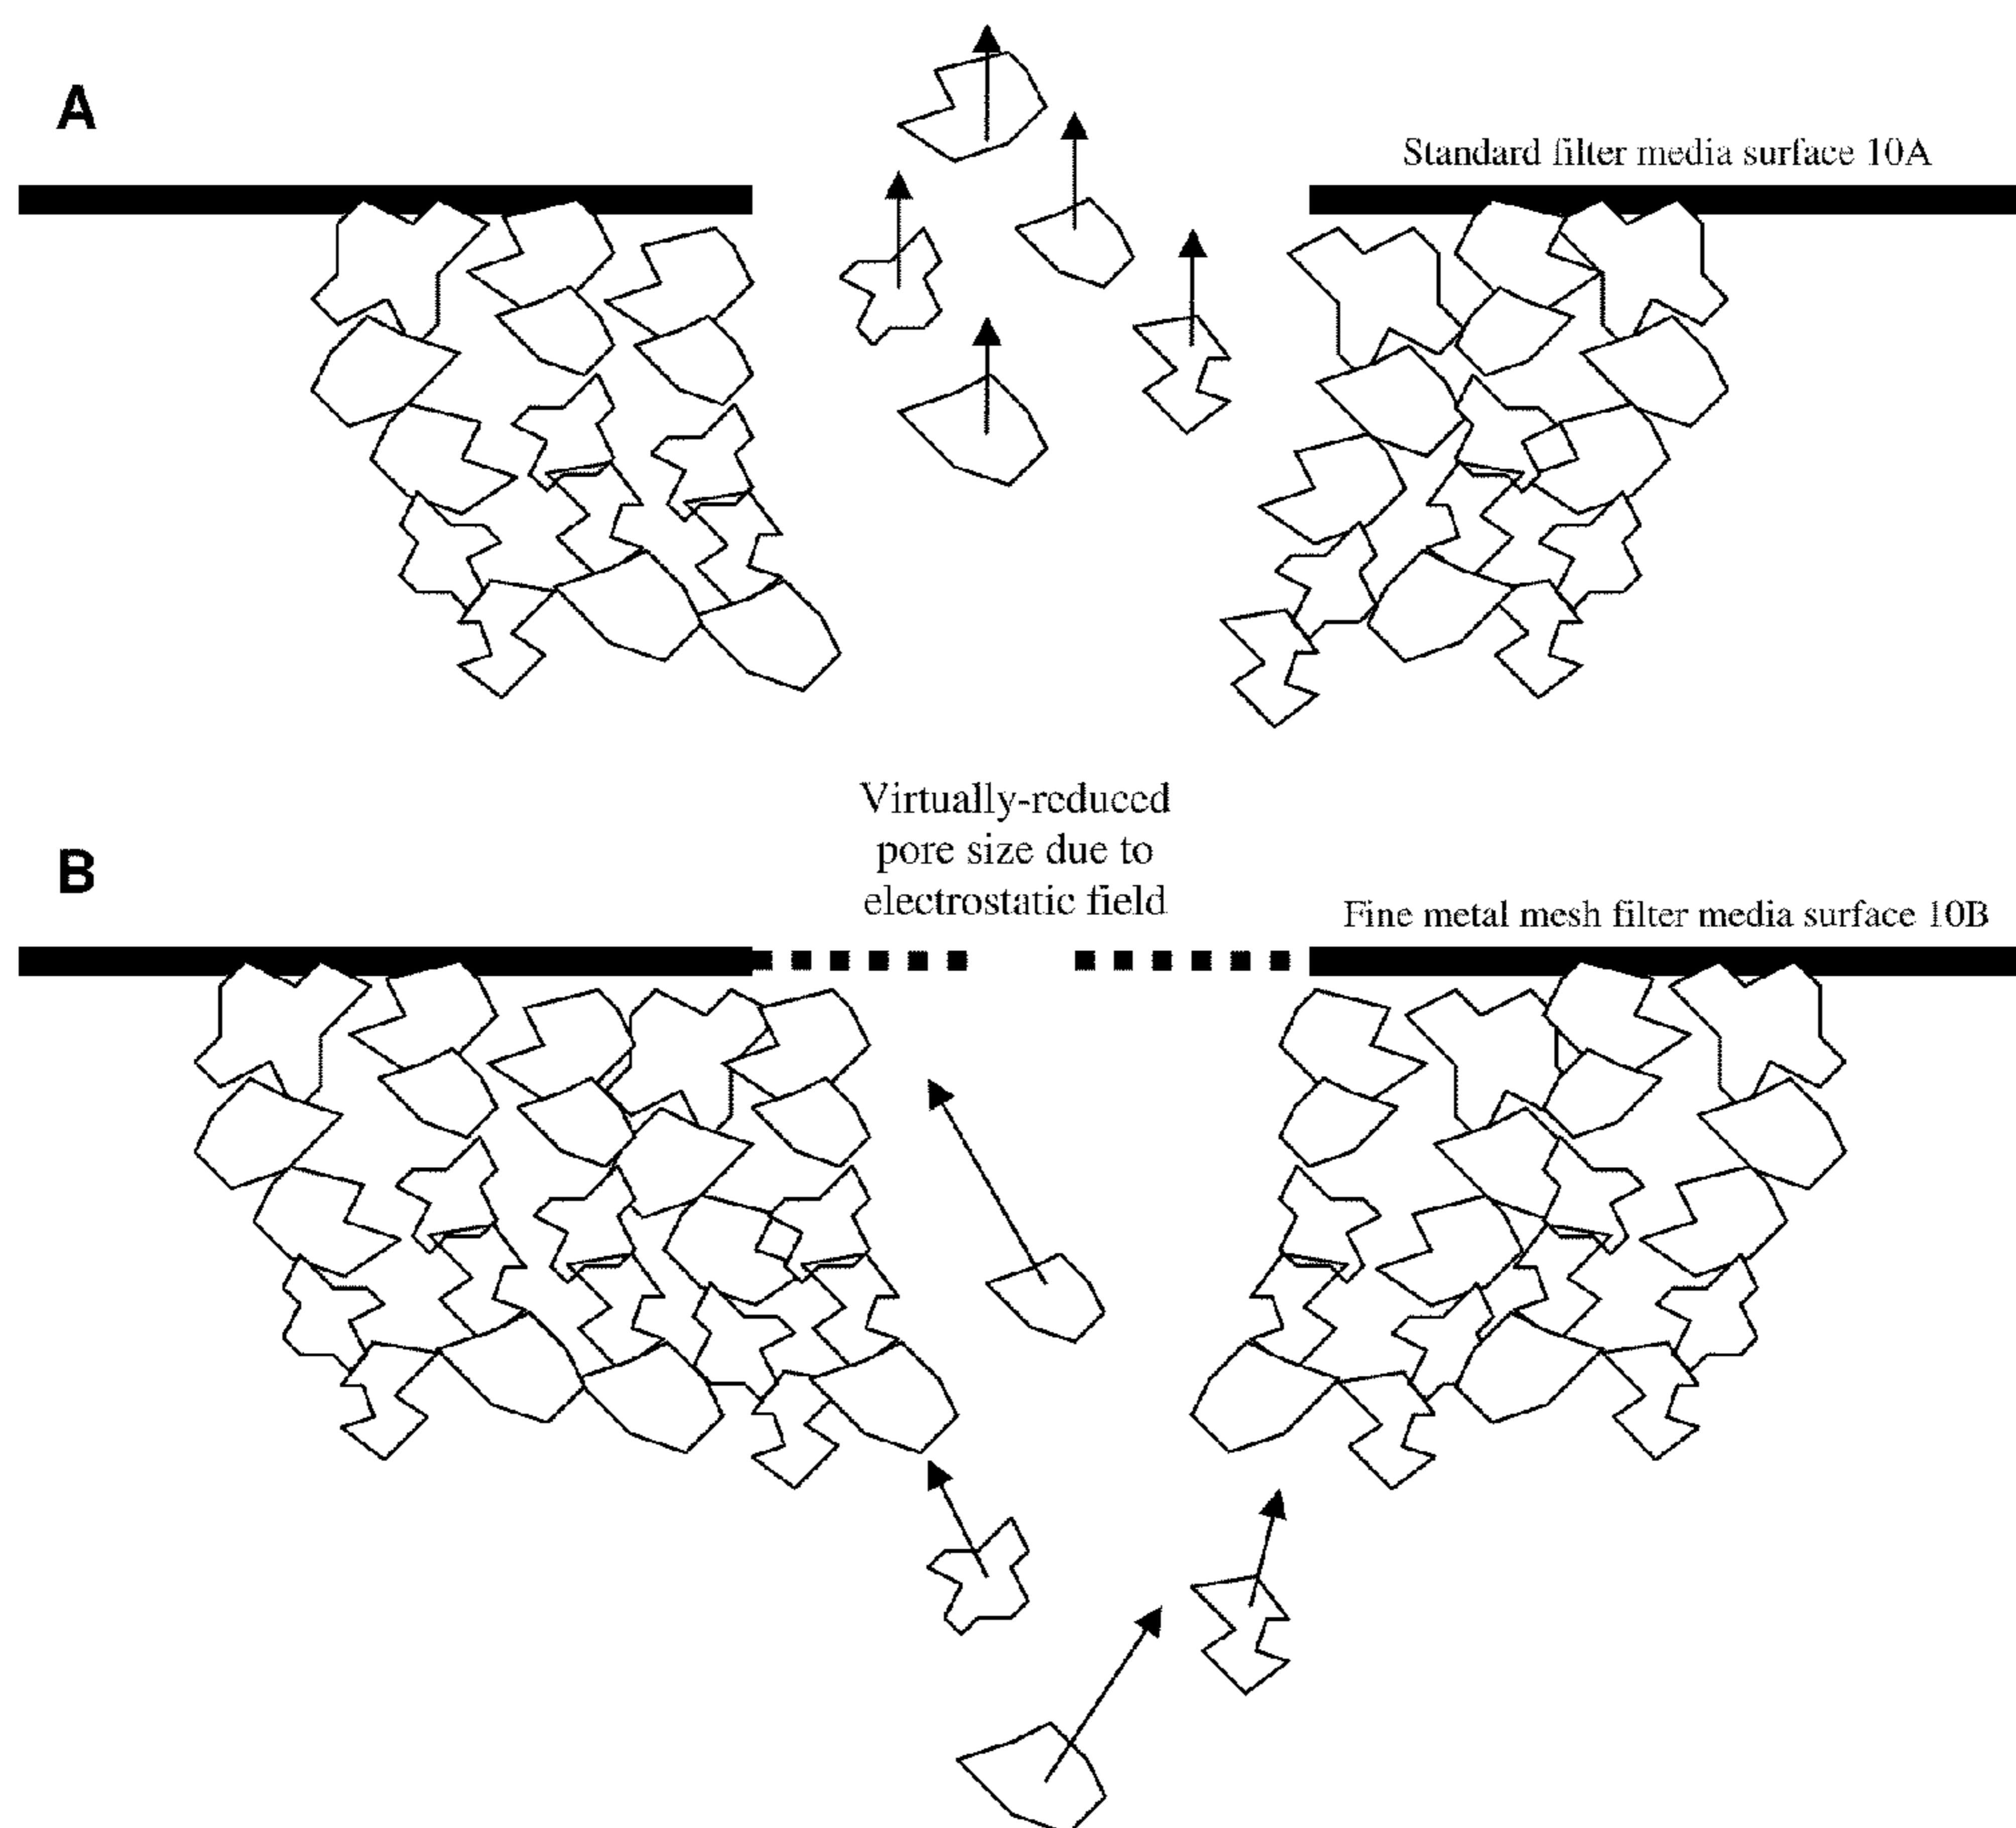 A
Standard filter media surface 10A
Virtually-reduced
pore size due to
electrostatic field
B
Fine metal mesh filter media surface 10B